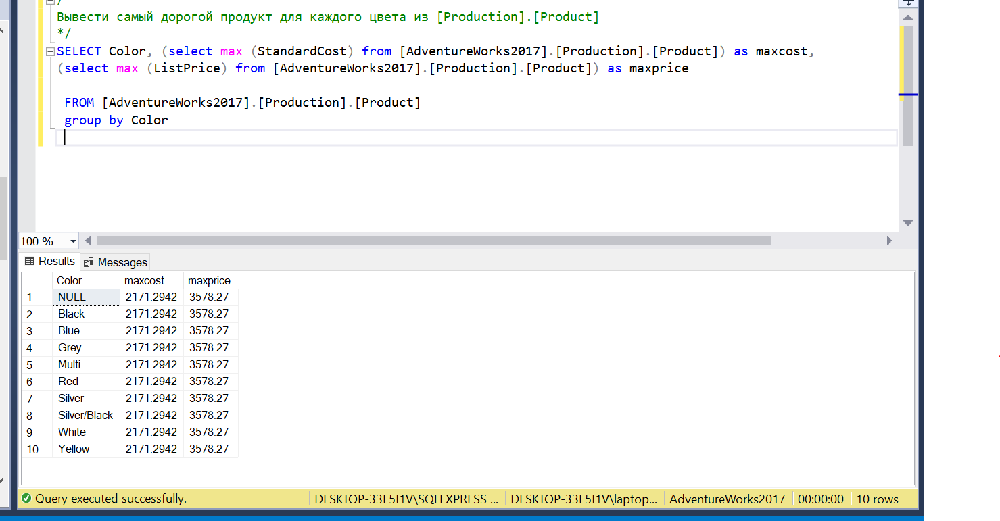 /
Вывести самый дорогой продукт для каждого цвета из [Production].[Product]
*/
SELECT Color, (select max (StandardCost) from [AdventureWorks2017].[Production].[Product]) as maxcost,
(select max (ListPrice) from [AdventureWorks2017].[Production].[Product]) as maxprice
FROM [AdventureWorks2017].[Production].[Product]
group by Color
100 %
Results Messages
Color maxcost maxprice
1 NULL 2171.2942 3578.27
2 Black 2171.2942 3578.27
3 Blue 2171.2942 3578.27
4 Grey 2171.2942 3578.27
5 Multi 2171.2942 3578.27
6 Red 2171.2942 3578.27
7 Silver 2171.2942 3578.27
8 Silver/Black 2171.2942 3578.27
9 White 2171.2942 3578.27
10 Yellow 2171.2942 3578.27
Query executed successfully. DESKTOP-33E5I1V\SQLEXPRESS ... DESKTOP-33E5I1V\laptop... AdventureWorks2017 00:00:00 10 rows